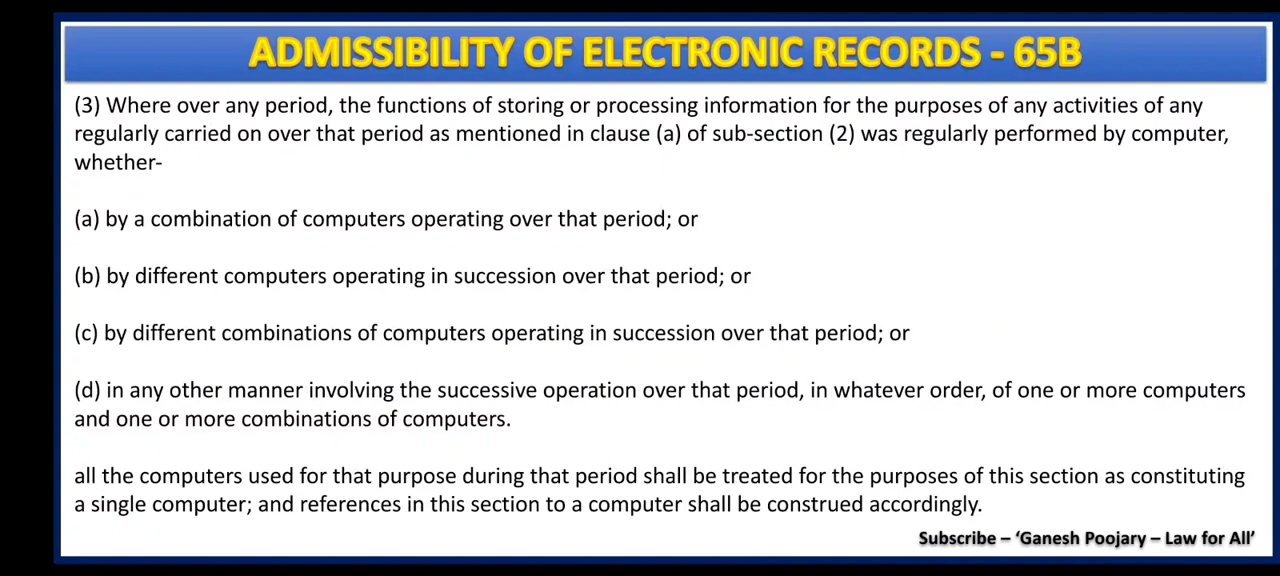 ADMISSIBILITY OF ELECTRONIC RECORDS - 65B
(3) Where over any period, the functions of storing or processing information for the purposes of any activities of any
regularly carried on over that period as mentioned in clause (a) of sub-section (2) was regularly performed by computer,
whether-
(a) by a combination of computers operating over that period; or
(b) by different computers operating in succession over that period; or
(c) by different combinations of computers operating in succession over that period; or
(d) in any other manner involving the successive operation over that period, in whatever order, of one or more computers
and one or more combinations of computers.
all the computers used for that purpose during that period shall be treated for the purposes of this section as constituting
a single computer; and references in this section to a computer shall be construed accordingly.
Subscribe – ‘Ganesh Poojary – Law for All’